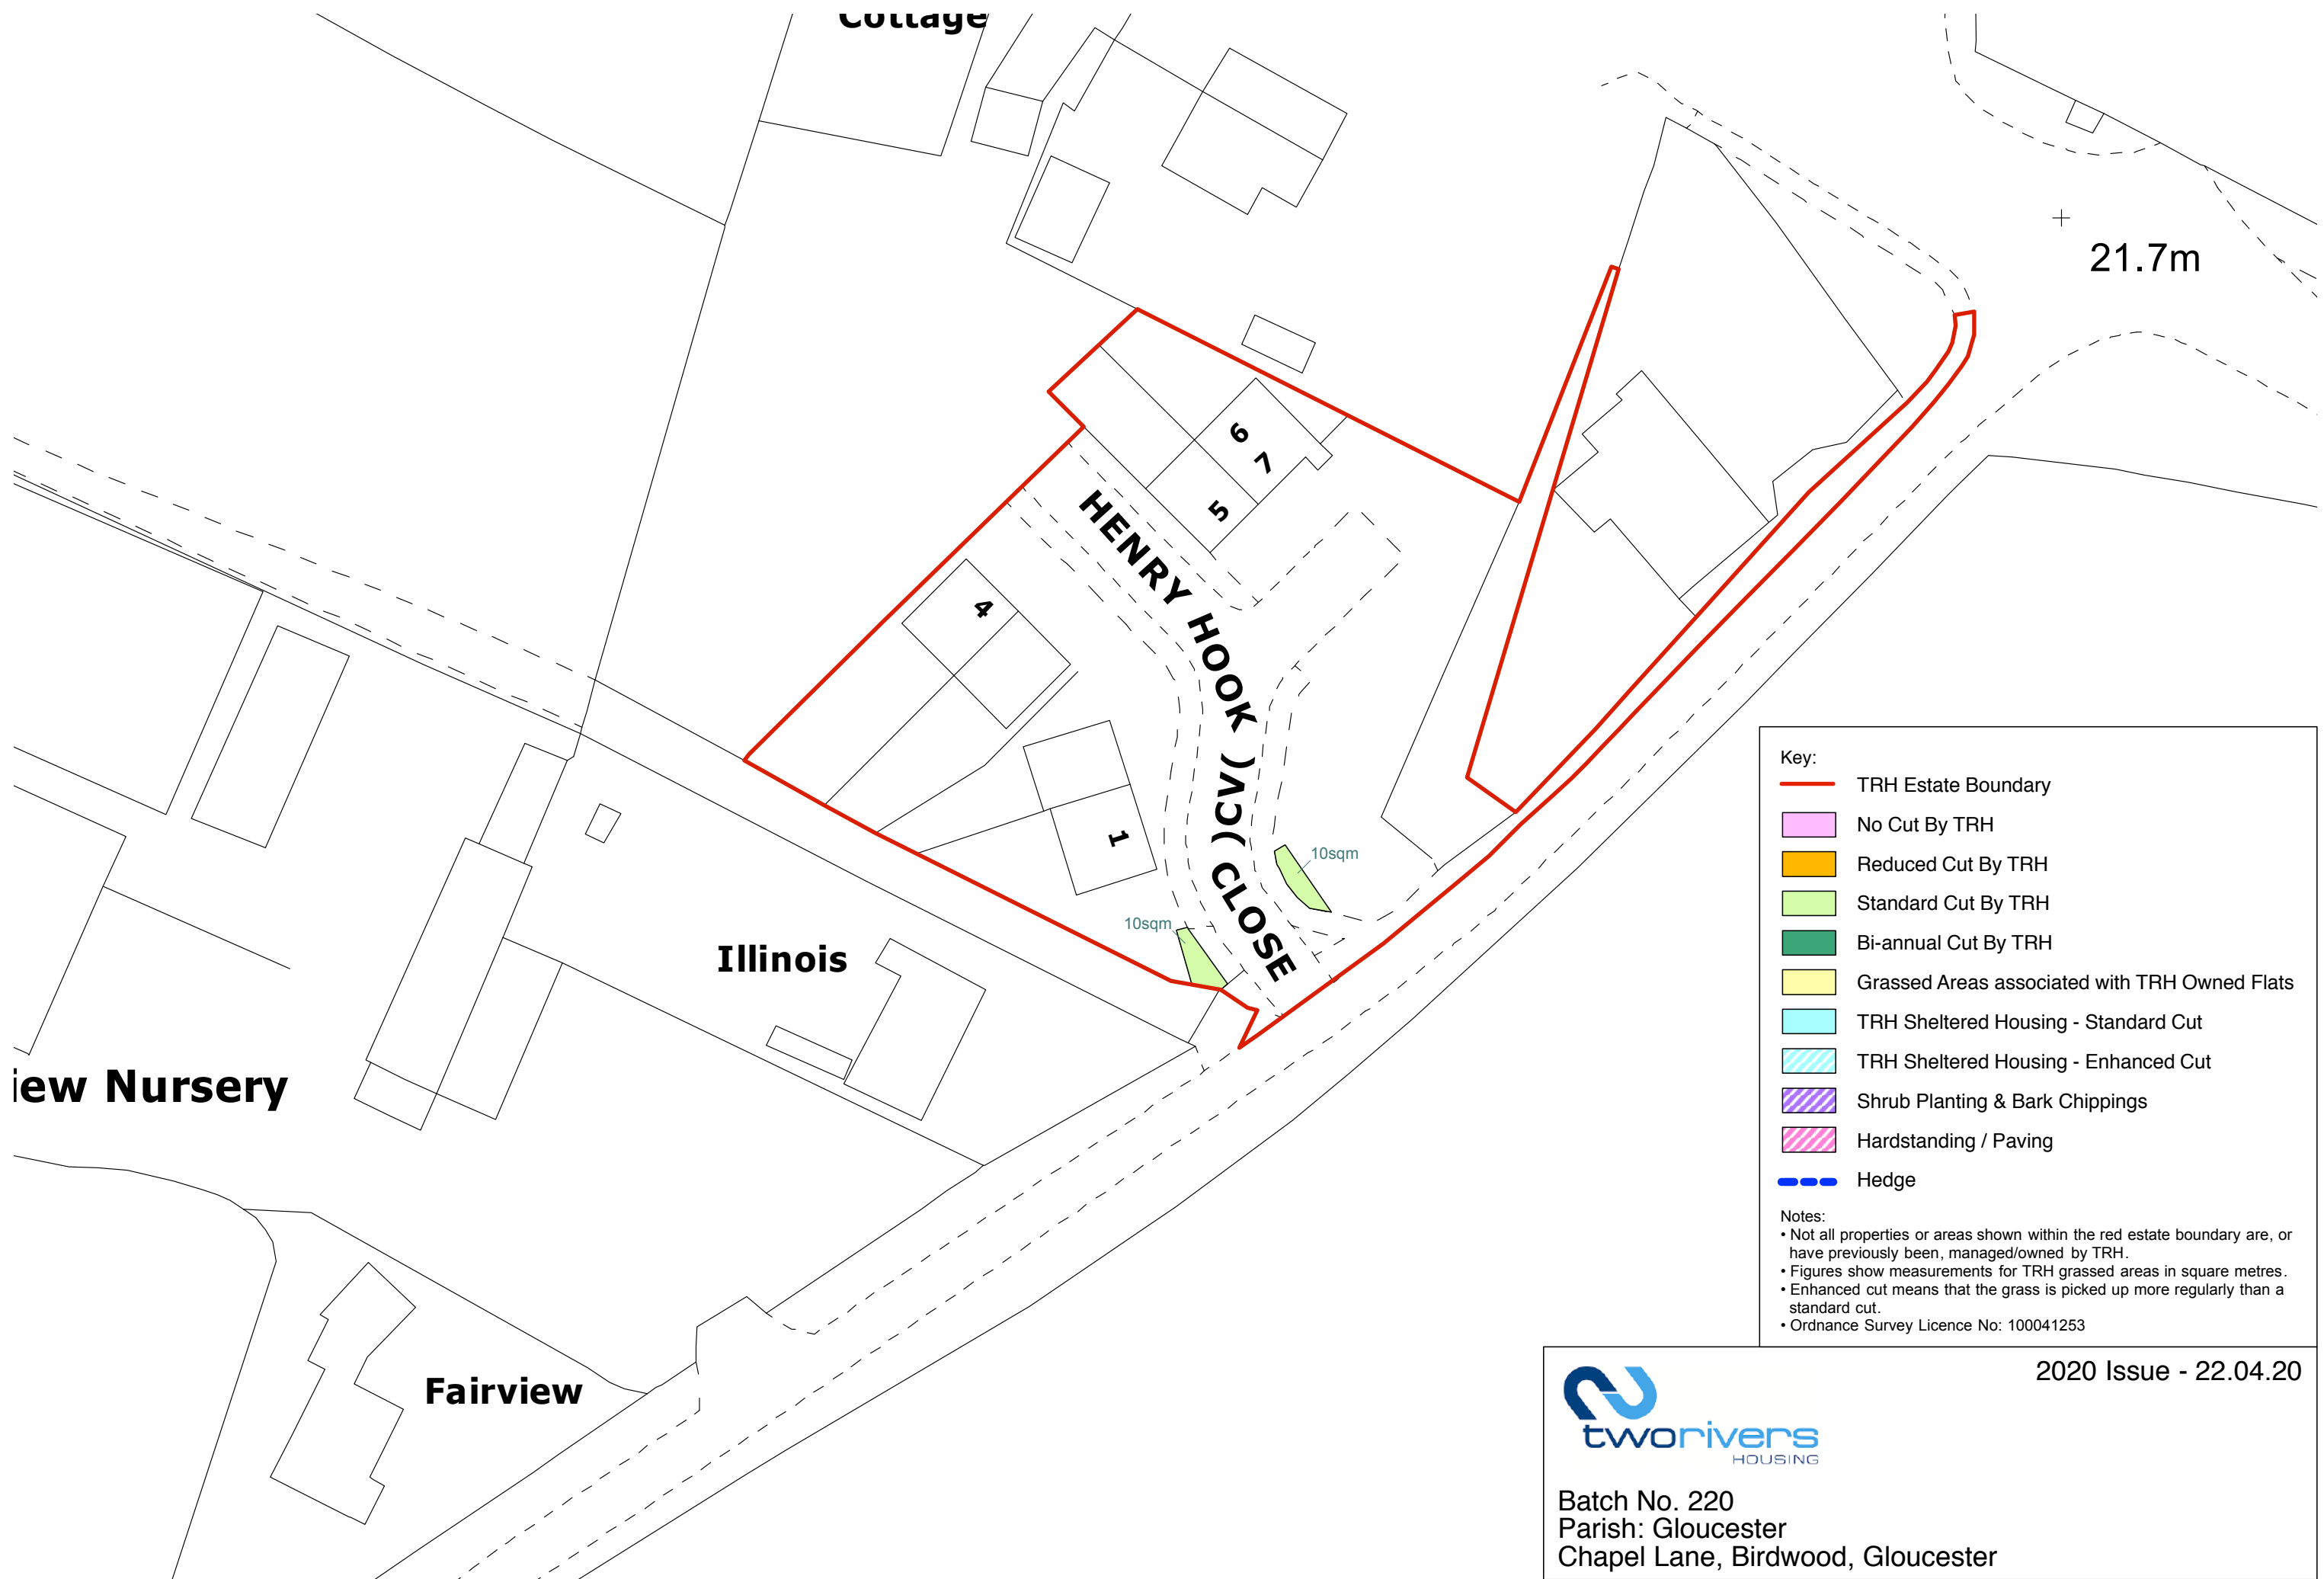 Cottage
21.7m
6
7
5
4
1
HENRY HOOK (VC) CLOSE
10sqm
10sqm
Illinois
iew Nursery
Fairview
Key:
TRH Estate Boundary
No Cut By TRH
Reduced Cut By TRH
Standard Cut By TRH
Bi-annual Cut By TRH
Grassed Areas associated with TRH Owned Flats
TRH Sheltered Housing - Standard Cut
TRH Sheltered Housing - Enhanced Cut
Shrub Planting & Bark Chippings
Hardstanding / Paving
Hedge
Notes:
• Not all properties or areas shown within the red estate boundary are, or
have previously been, managed/owned by TRH.
• Figures show measurements for TRH grassed areas in square metres.
• Enhanced cut means that the grass is picked up more regularly than a
standard cut.
• Ordnance Survey Licence No: 100041253
2020 Issue - 22.04.20
tworivers
HOUSING
Batch No. 220
Parish: Gloucester
Chapel Lane, Birdwood, Gloucester